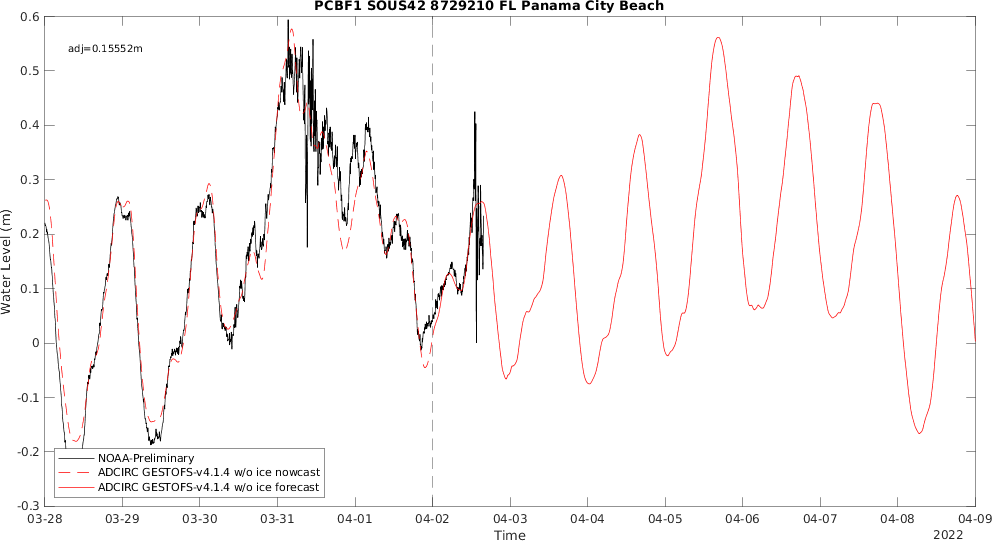 PCBF1 SOUS42 8729210 FL Panama City Beach
adj=0.15552m
0.6
0.5
0.4
0.3
0.2
0.1
0
-0.1
-0.2
-0.3
Water Level (m)
NOAA-Preliminary
ADCIRC GESTOFS-v4.1.4 w/o ice nowcast
ADCIRC GESTOFS-v4.1.4 w/o ice forecast
03-28 03-29 03-30 03-31 04-01 04-02 04-03 04-04 04-05 04-06 04-07 04-08 04-09
Time
2022